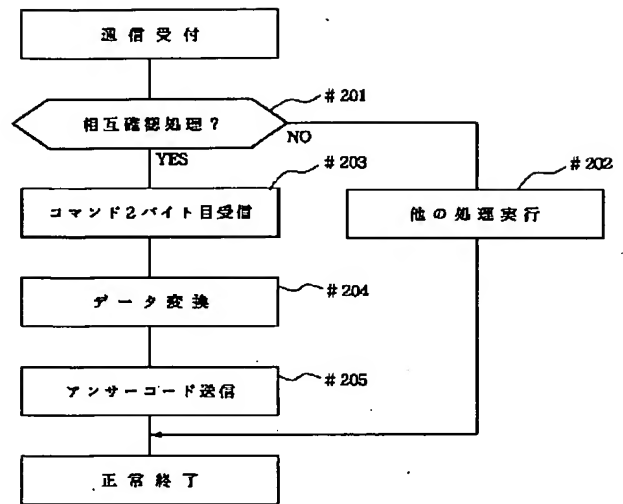 通信受付
#201
相互確認処理?
NO
YES
#203
#202
コマンド2バイト目受信
他の処理実行
#204
データ変換
#205
アンサーコード送信
正常終了